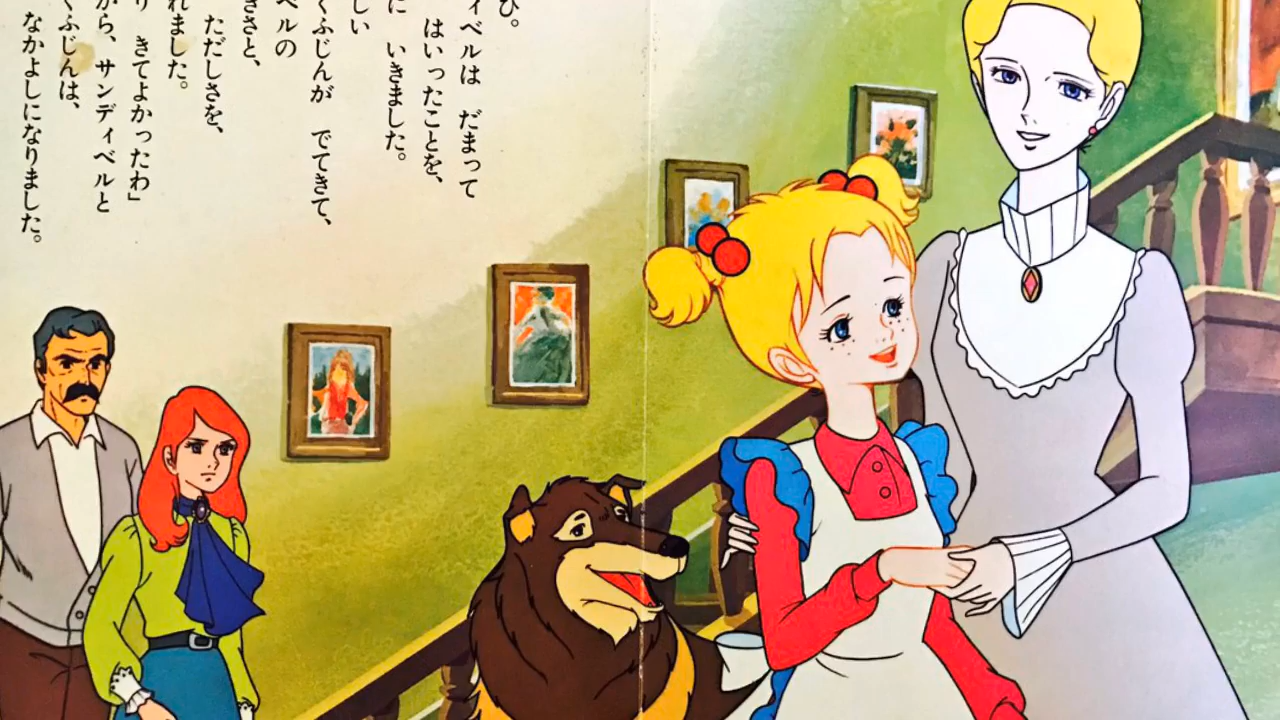 ひ。
ィベルは だまって
はいったことを、
に いきました。
しい
くふじんが でてきて、
ベルの
きさと、
ただしさを、
れました。
り きてよかったわ」
から、サンディベルと
くふじんは、
なかよしになりました。